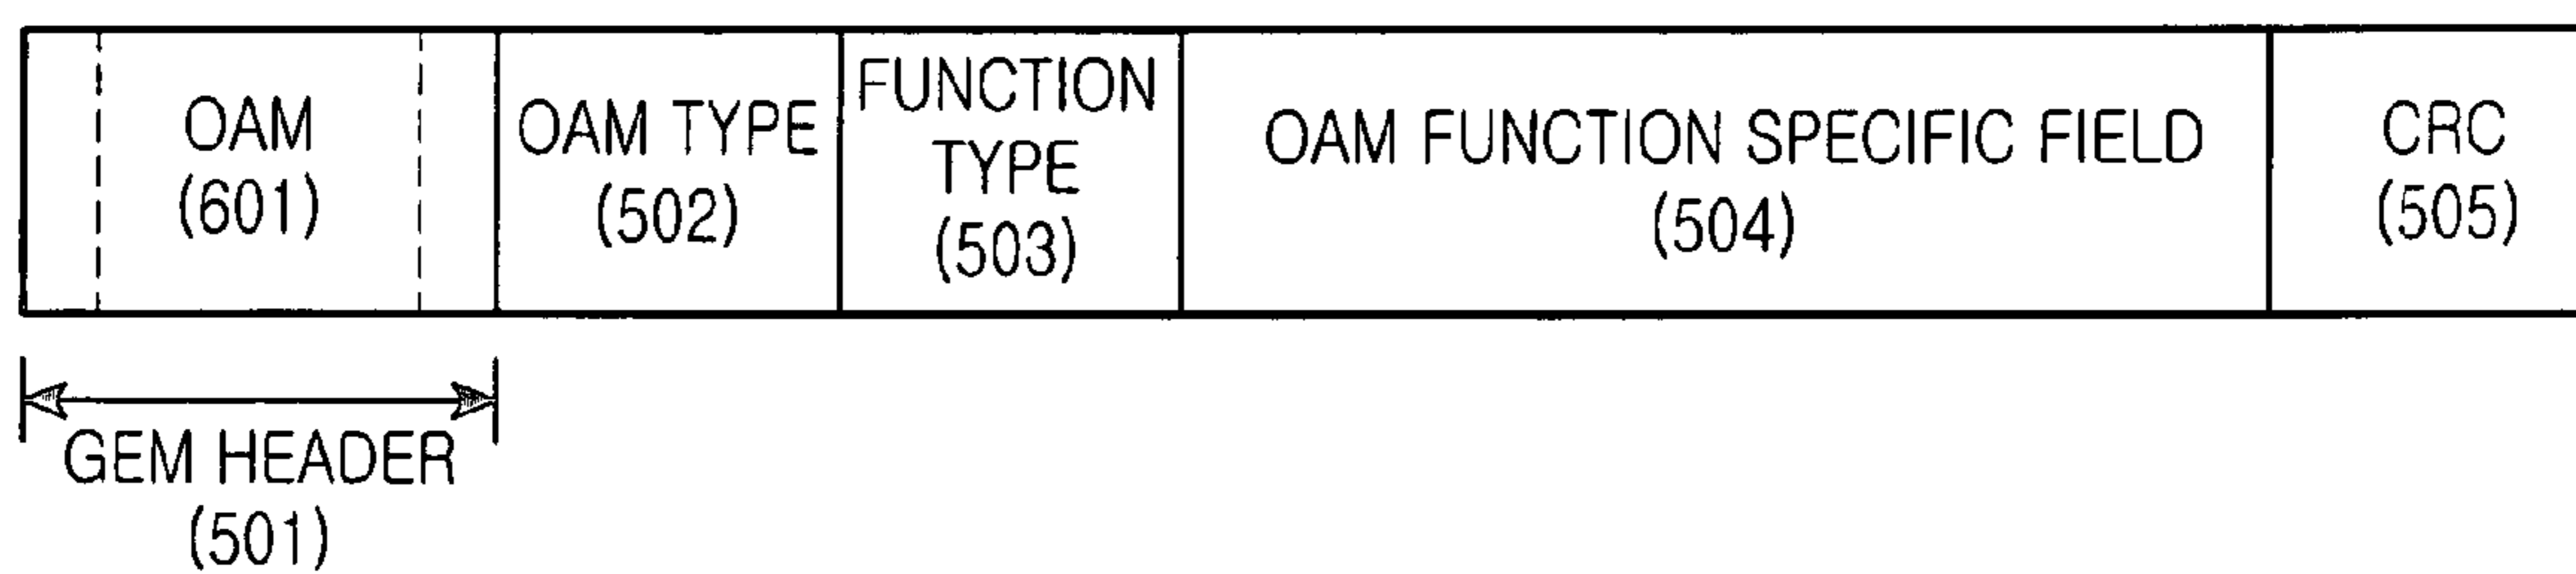 OAM
(601)
OAM TYPE
(502)
FUNCTION
TYPE
(503)
OAM FUNCTION SPECIFIC FIELD
(504)
CRC
(505)
GEM HEADER
(501)